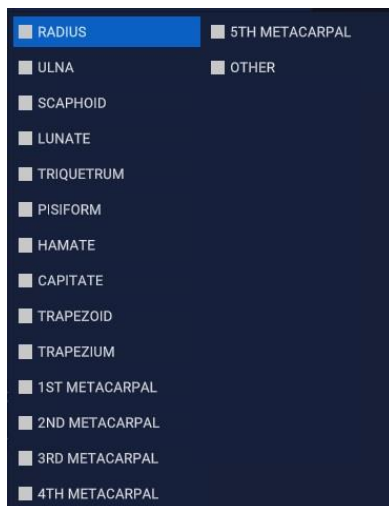 RADIUS
ULNA
SCAPHOID
LUNATE
TRIQUETRUM
PISIFORM
HAMATE
CAPITATE
TRAPEZOID
TRAPEZIUM
1ST METACARPAL
2ND METACARPAL
3RD METACARPAL
4TH METACARPAL
5TH METACARPAL
OTHER